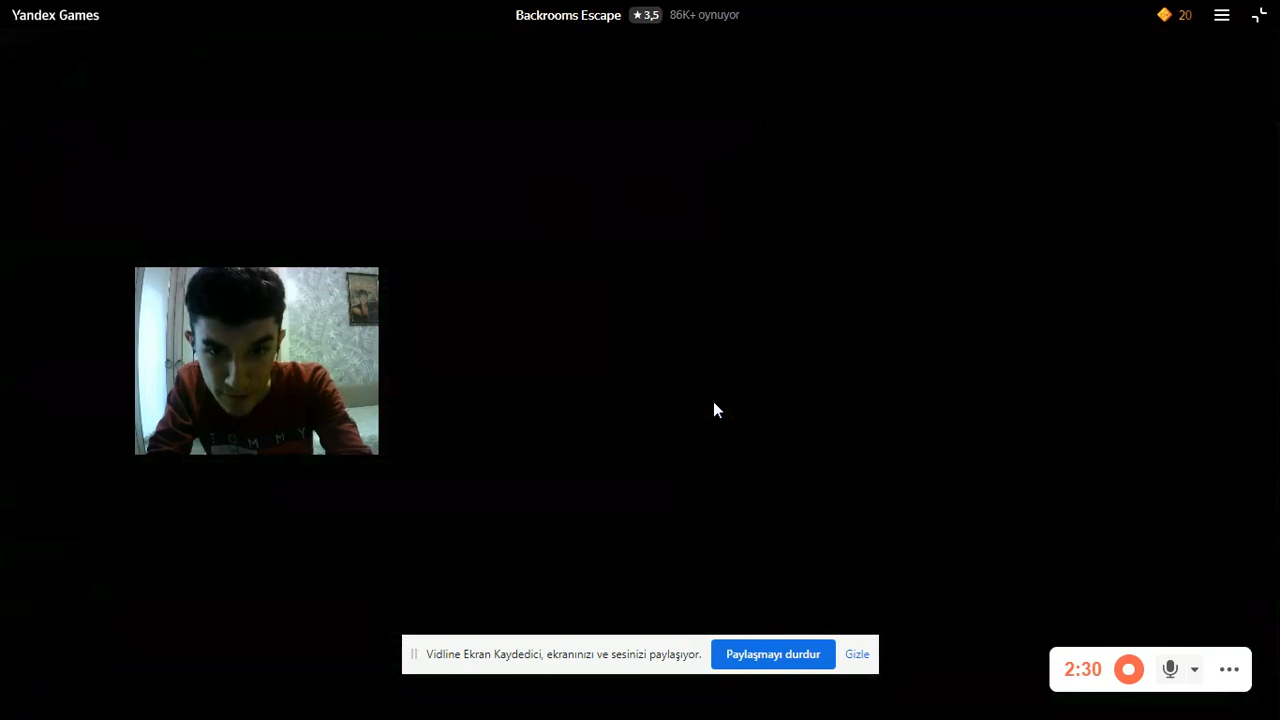 Yandex Games
Backrooms Escape ★3,5 86K+ oynuyor
20
TOMMY
Vidline Ekran Kaydedici, ekranınızı ve sesinizi paylaşıyor. Paylaşmayı durdur Gizle
2:30